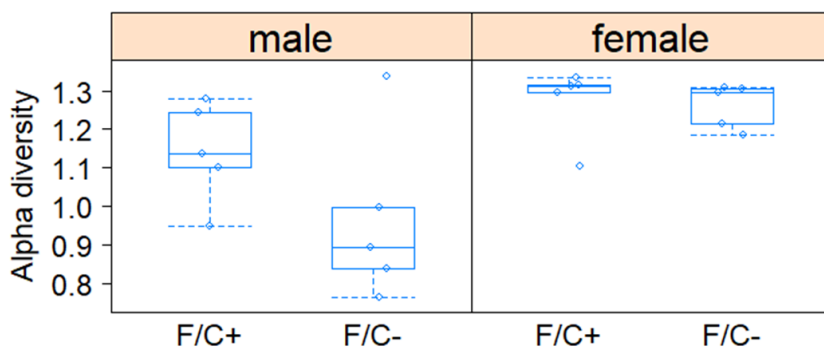 male female
Alpha diversity
1.3
1.2
1.1
1.0
0.9
0.8
F/C+ F/C- F/C+ F/C-